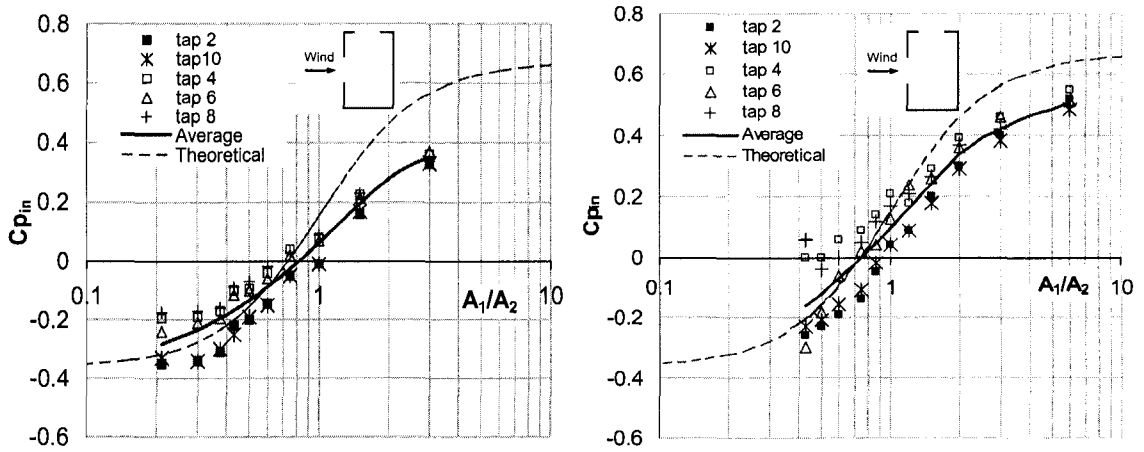 0.8
0.6
0.4
0.2
0
-0.2
-0.4
-0.6
Cp_in
0.1
1
10
A₁/A₂
tap 2
tap10
tap 4
tap 6
tap 8
Average
Theoretical
Wind
0.8
0.6
0.4
0.2
0
-0.2
-0.4
-0.6
Cp_in
0.1
1
10
A₁/A₂
tap 2
tap 10
tap 4
tap 6
tap 8
Average
Theoretical
Wind